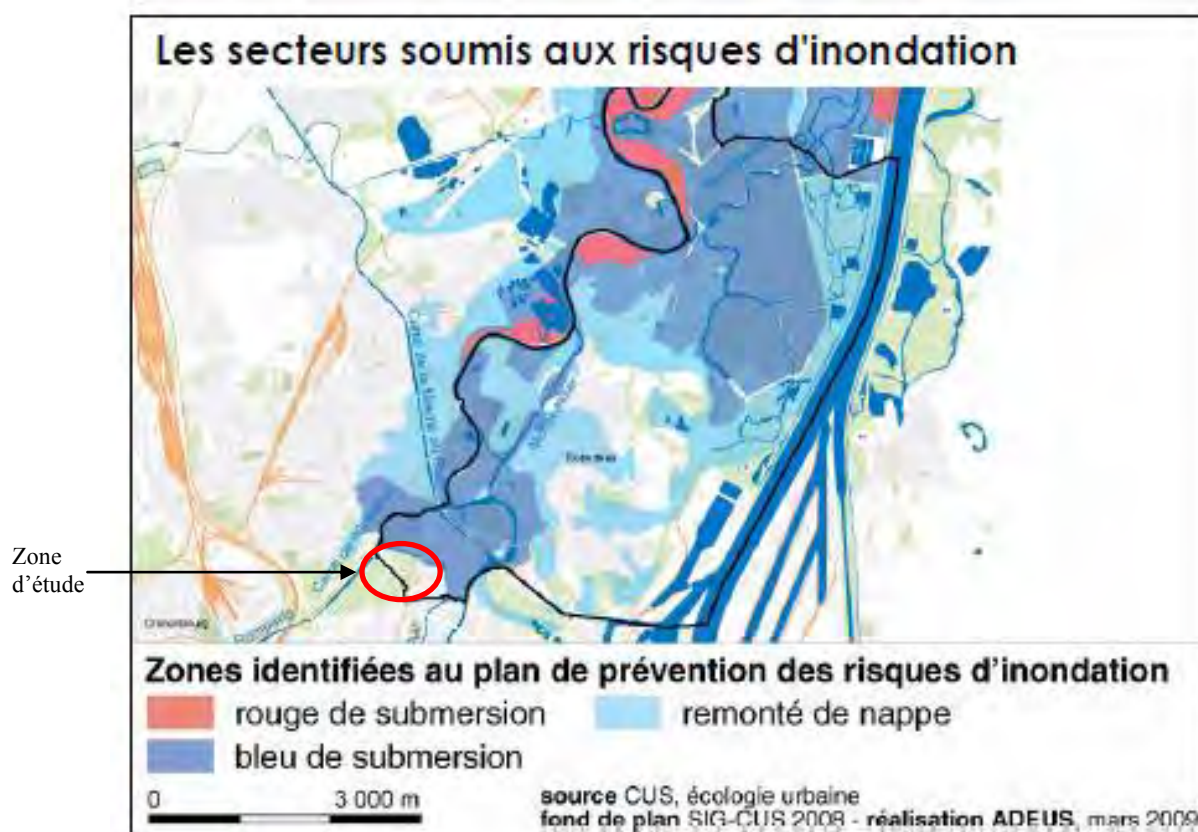 Les secteurs soumis aux risques d'inondation
Zone
d'étude
Zones identifiées au plan de prévention des risques d'inondation
rouge de submersion
remonté de nappe
bleu de submersion
0 3 000 m
source CUS, écologie urbaine
fond de plan SIG-CUS 2008 - réalisation ADEUS, mars 2009